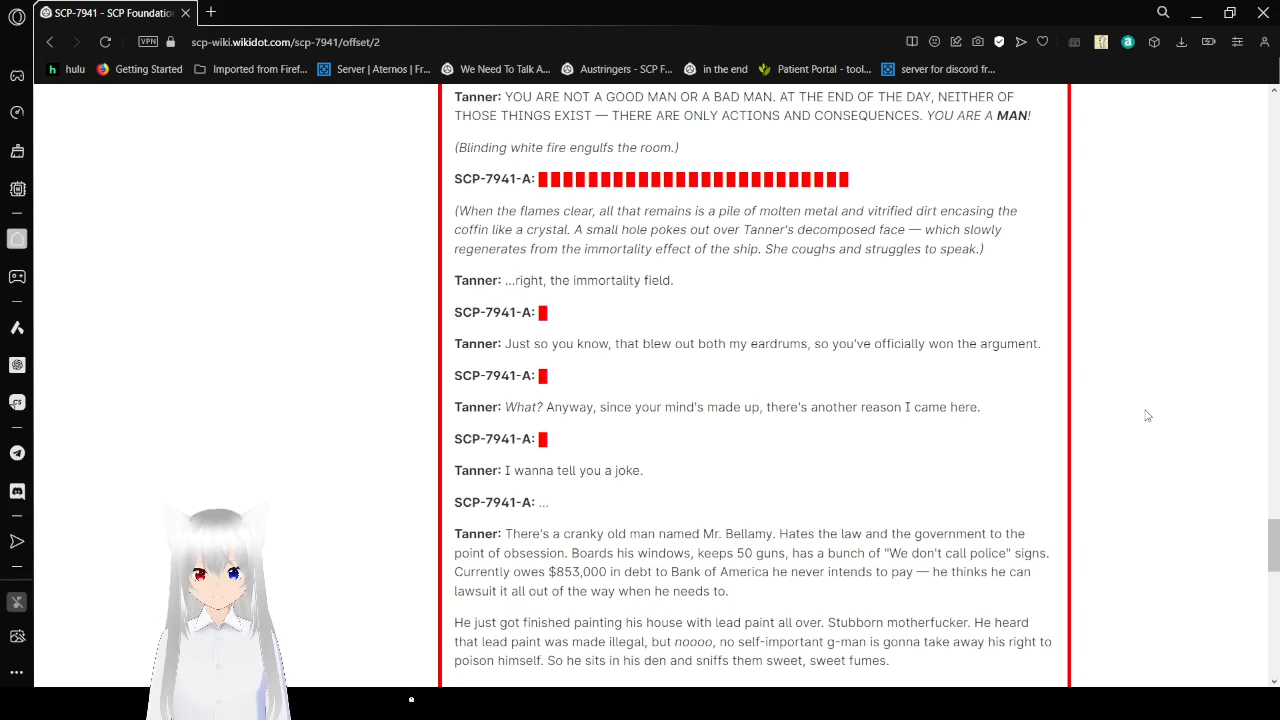 SCP-7941 - SCP Foundatio
VPN
scp-wiki.wikidot.com/scp-7941/offset/2
hulu
Getting Started
Imported from Firef...
Server | Aternos | Fr...
We Need To Talk A...
Austringers - SCP F...
in the end
Patient Portal - tool...
server for discord fr...
Tanner: YOU ARE NOT A GOOD MAN OR A BAD MAN. AT THE END OF THE DAY, NEITHER OF
THOSE THINGS EXIST — THERE ARE ONLY ACTIONS AND CONSEQUENCES. YOU ARE A MAN!
(Blinding white fire engulfs the room.)
SCP-7941-A: █ █ █ █ █ █ █ █ █ █ █ █ █ █ █ █ █ █ █ █ █ █ █ █ █
(When the flames clear, all that remains is a pile of molten metal and vitrified dirt encasing the
coffin like a crystal. A small hole pokes out over Tanner's decomposed face — which slowly
regenerates from the immortality effect of the ship. She coughs and struggles to speak.)
Tanner: ...right, the immortality field.
SCP-7941-A: █
Tanner: Just so you know, that blew out both my eardrums, so you've officially won the argument.
SCP-7941-A: █
Tanner: What? Anyway, since your mind's made up, there's another reason I came here.
SCP-7941-A: █
Tanner: I wanna tell you a joke.
SCP-7941-A: ...
Tanner: There's a cranky old man named Mr. Bellamy. Hates the law and the government to the
point of obsession. Boards his windows, keeps 50 guns, has a bunch of "We don't call police" signs.
Currently owes $853,000 in debt to Bank of America he never intends to pay — he thinks he can
lawsuit it all out of the way when he needs to.
He just got finished painting his house with lead paint all over. Stubborn motherfucker. He heard
that lead paint was made illegal, but noooo, no self-important g-man is gonna take away his right to
poison himself. So he sits in his den and sniffs them sweet, sweet fumes.